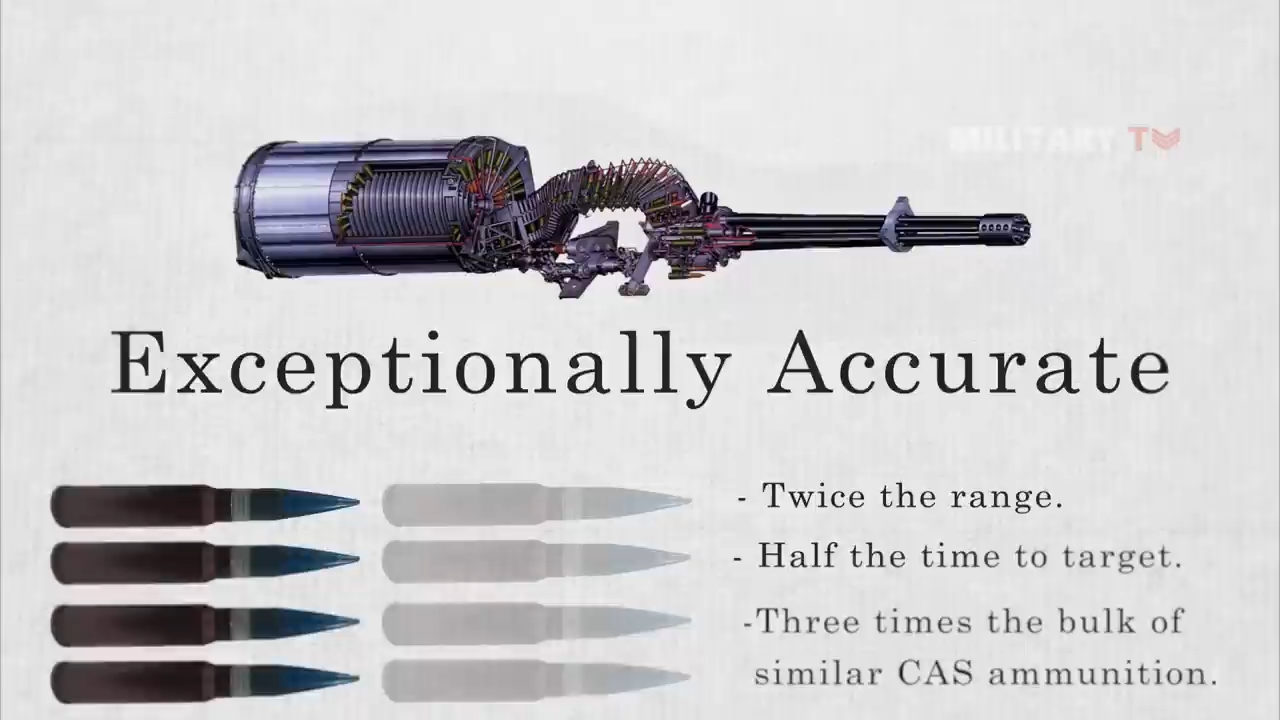 MILITARY TV
Exceptionally Accurate
- Twice the range.
- Half the time to target.
-Three times the bulk of
similar CAS ammunition.